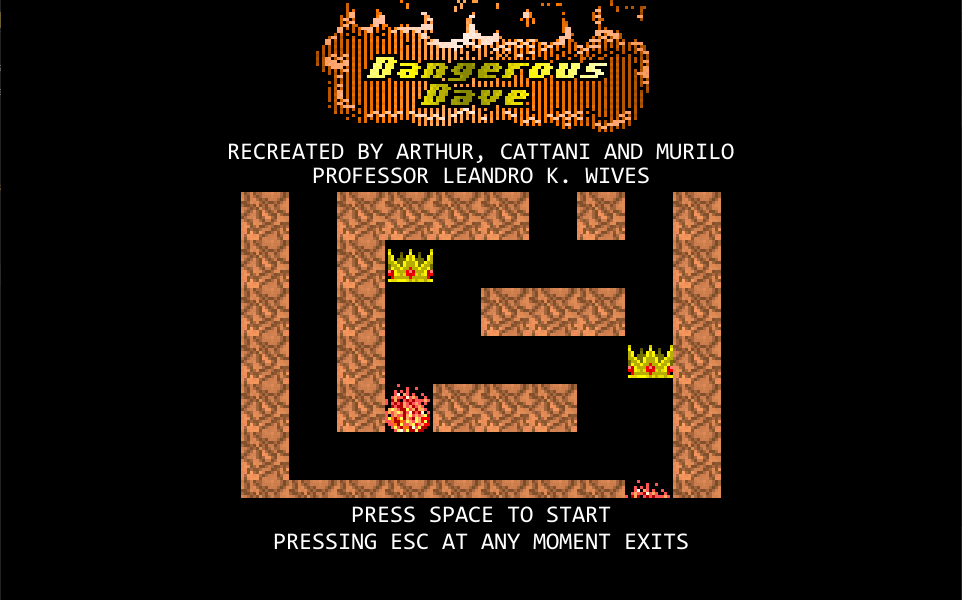 Dangerous
Dave
RECREATED BY ARTHUR, CATTANI AND MURILO
PROFESSOR LEANDRO K. WIVES
PRESS SPACE TO START
PRESSING ESC AT ANY MOMENT EXITS